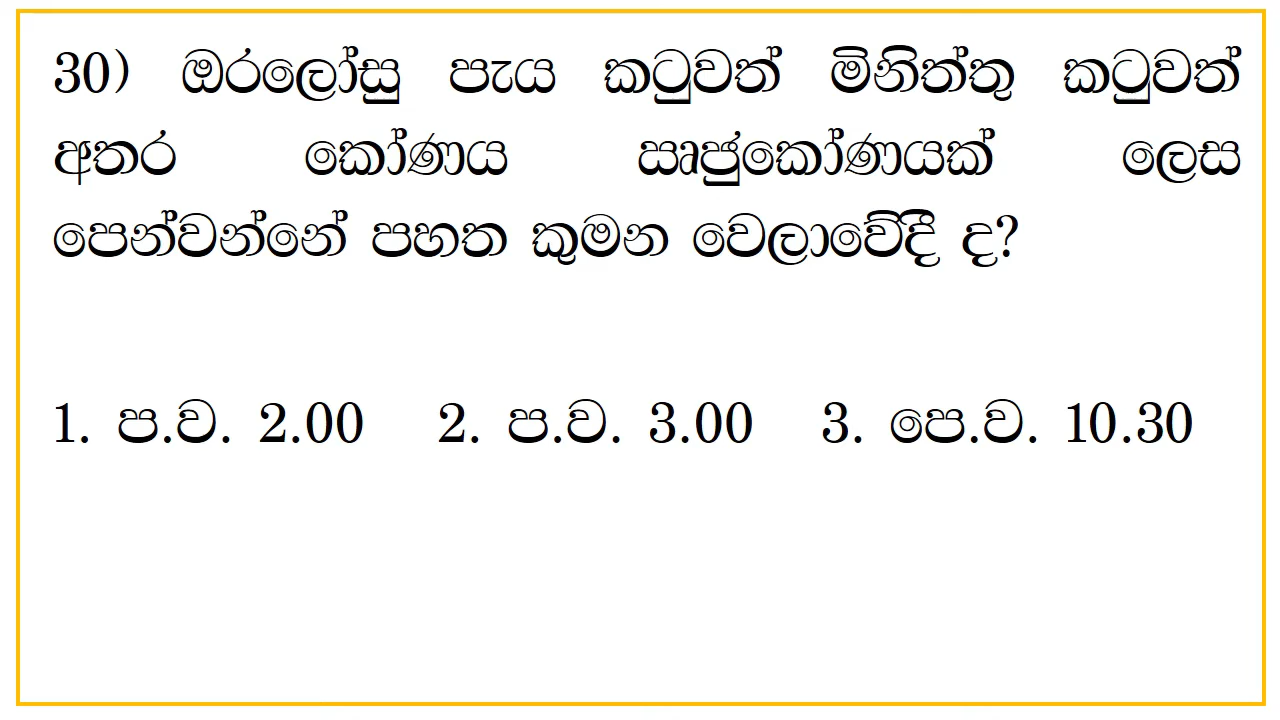 30) ඔරලෝසු පැය කටුවත් මිනිත්තු කටුවත්
අතර කෝණය ඍජුකෝණයක් ලෙස
පෙන්වන්නේ පහත කුමන වෙලාවේදී ද?
1. ප.ව. 2.00 2. ප.ව. 3.00 3. පෙ.ව. 10.30